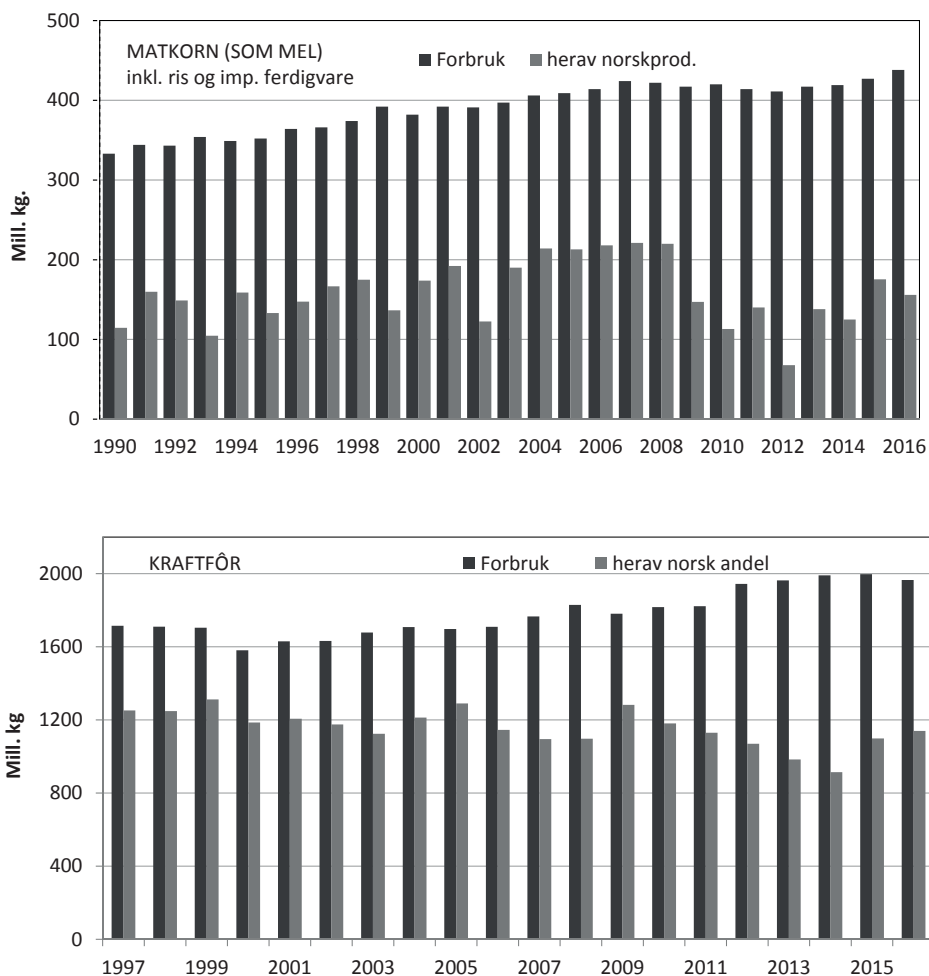 500
MATKORN (SOM MEL)
inkl. ris og imp. ferdigvare
Forbruk
herav norskprod.
400
300
200
100
0
Mill. kg.
1990 1992 1994 1996 1998 2000 2002 2004 2006 2008 2010 2012 2014 2016
KRAFTFÔR
Forbruk
herav norsk andel
2000
1600
1200
800
400
0
Mill. kg
1997 1999 2001 2003 2005 2007 2009 2011 2013 2015